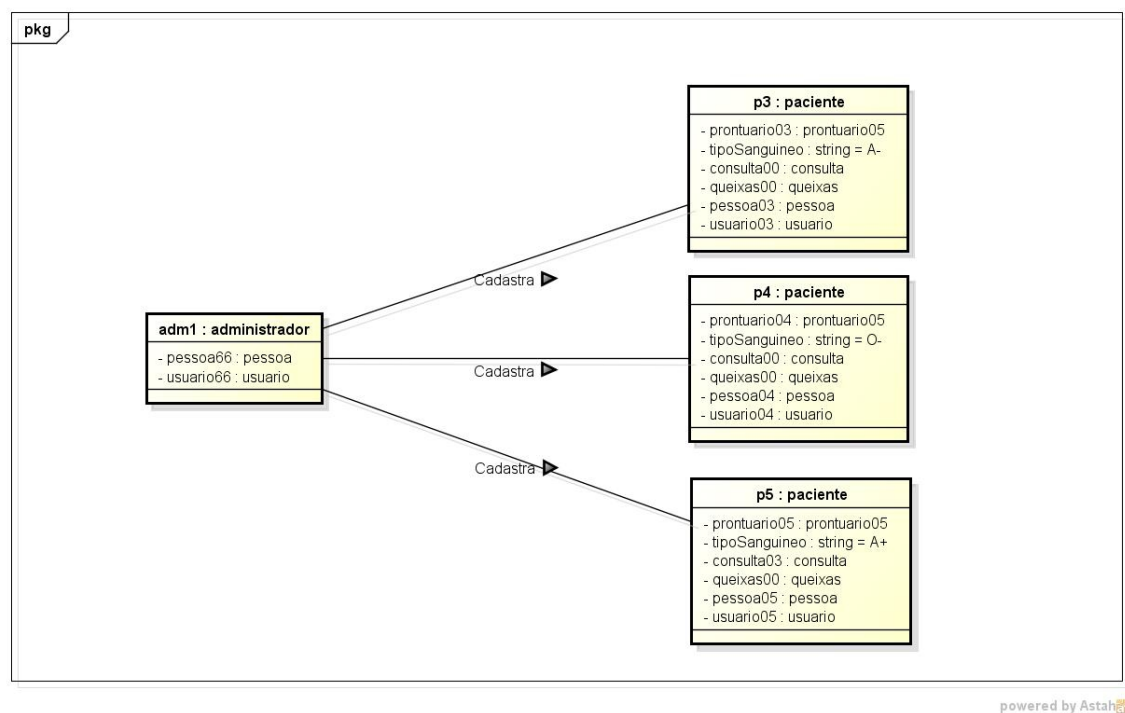 pkg
p3 : paciente
- prontuario03 : prontuario05
- tipoSanguineo : string = A-
- consulta00 : consulta
- queixas00 : queixas
- pessoa03 : pessoa
- usuario03 : usuario
Cadastra
adm1 : administrador
- pessoa66 : pessoa
- usuario66 : usuario
Cadastra
p4 : paciente
- prontuario04 : prontuario05
- tipoSanguineo : string = O-
- consulta00 : consulta
- queixas00 : queixas
- pessoa04 : pessoa
- usuario04 : usuario
Cadastra
p5 : paciente
- prontuario05 : prontuario05
- tipoSanguineo : string = A+
- consulta03 : consulta
- queixas00 : queixas
- pessoa05 : pessoa
- usuario05 : usuario
powered by Astah